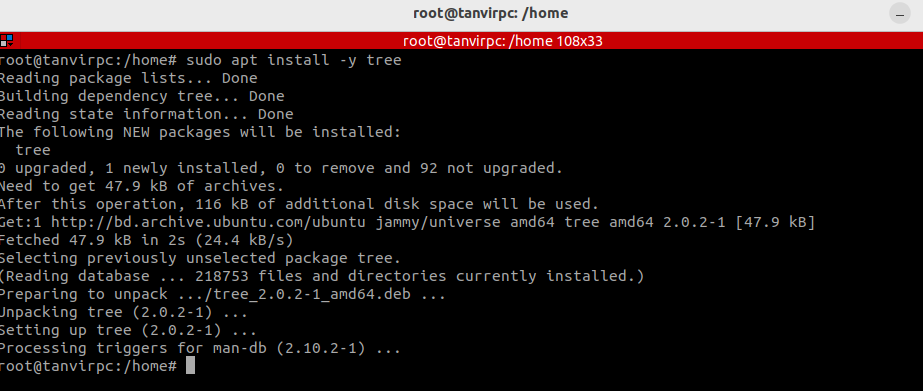 root@tanvirpc: /home
root@tanvirpc: /home 108x33
root@tanvirpc:/home# sudo apt install -y tree
Reading package lists... Done
Building dependency tree... Done
Reading state information... Done
The following NEW packages will be installed:
  tree
0 upgraded, 1 newly installed, 0 to remove and 92 not upgraded.
Need to get 47.9 kB of archives.
After this operation, 116 kB of additional disk space will be used.
Get:1 http://bd.archive.ubuntu.com/ubuntu jammy/universe amd64 tree amd64 2.0.2-1 [47.9 kB]
Fetched 47.9 kB in 2s (24.4 kB/s)
Selecting previously unselected package tree.
(Reading database ... 218753 files and directories currently installed.)
Preparing to unpack .../tree_2.0.2-1_amd64.deb ...
Unpacking tree (2.0.2-1) ...
Setting up tree (2.0.2-1) ...
Processing triggers for man-db (2.10.2-1) ...
root@tanvirpc:/home#